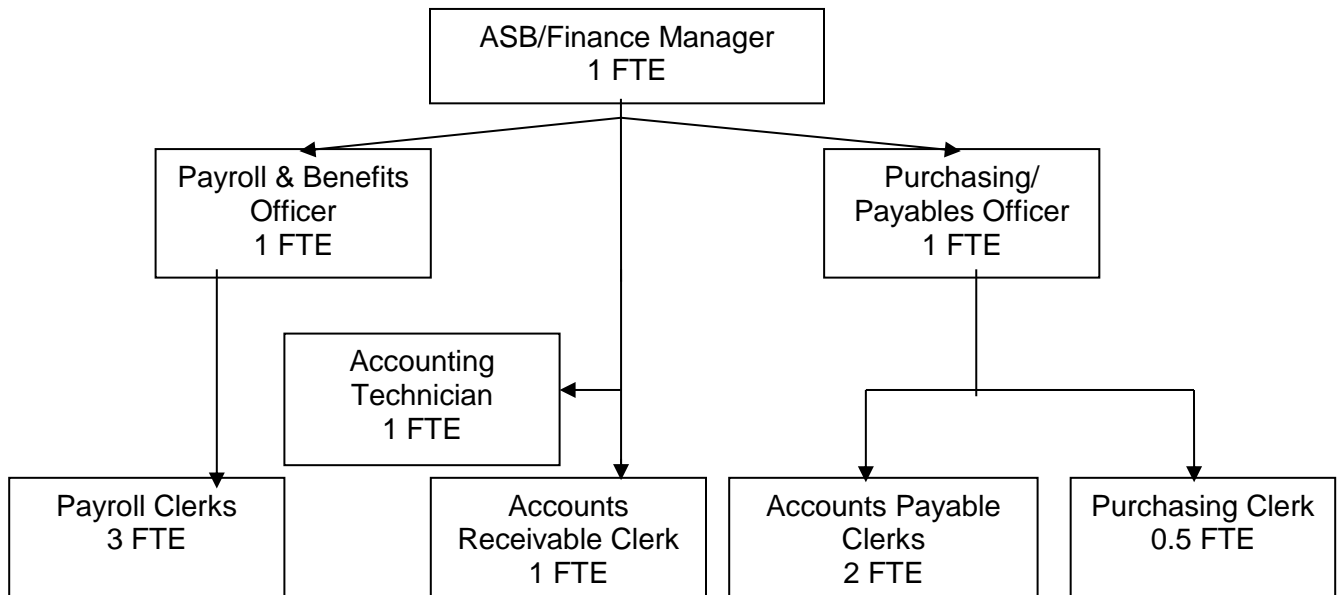 ASB/Finance Manager
1 FTE
Payroll & Benefits
Officer
1 FTE
Purchasing/
Payables Officer
1 FTE
Accounting
Technician
1 FTE
Payroll Clerks
3 FTE
Accounts
Receivable Clerk
1 FTE
Accounts Payable
Clerks
2 FTE
Purchasing Clerk
0.5 FTE